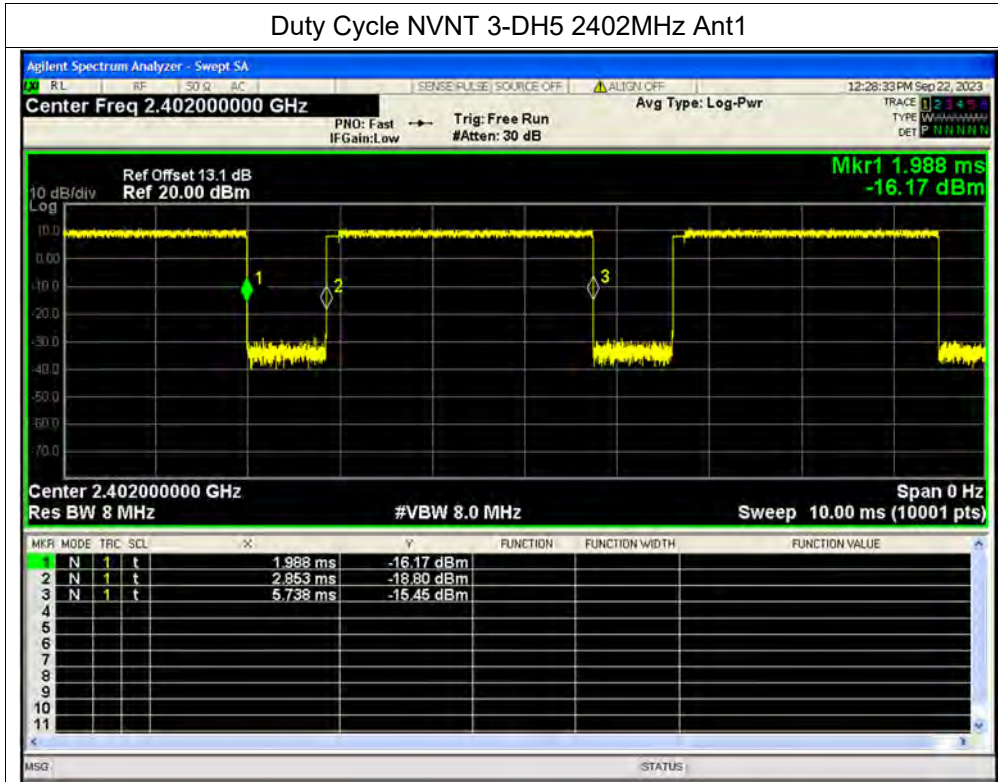 Duty Cycle NVNT 3-DH5 2402MHz Ant1
Agilent Spectrum Analyzer - Swept SA
LXI RL RF 50 Ω AC SENSE:PULSE SOURCE OFF ALIGN OFF 12:28:33 PM Sep 22, 2023
Center Freq 2.402000000 GHz Avg Type: Log-Pwr TRACE 1 2 3 4 5 6
PNO: Fast Trig: Free Run TYPE
IFGain:Low #Atten: 30 dB DET P N N N N N
Mkr1 1.988 ms
-16.17 dBm
Ref Offset 13.1 dB
10 dB/div Ref 20.00 dBm
Log
10.0
0.00
-10.0
-20.0
-30.0
-40.0
-50.0
-60.0
-70.0
1
2
3
Center 2.402000000 GHz Span 0 Hz
Res BW 8 MHz #VBW 8.0 MHz Sweep 10.00 ms (10001 pts)
MKR MODE TRC SCL X Y FUNCTION FUNCTION WIDTH FUNCTION VALUE
1 N 1 t 1.988 ms -16.17 dBm
2 N 1 t 2.853 ms -18.80 dBm
3 N 1 t 5.738 ms -15.45 dBm
4
5
6
7
8
9
10
11
MSG STATUS